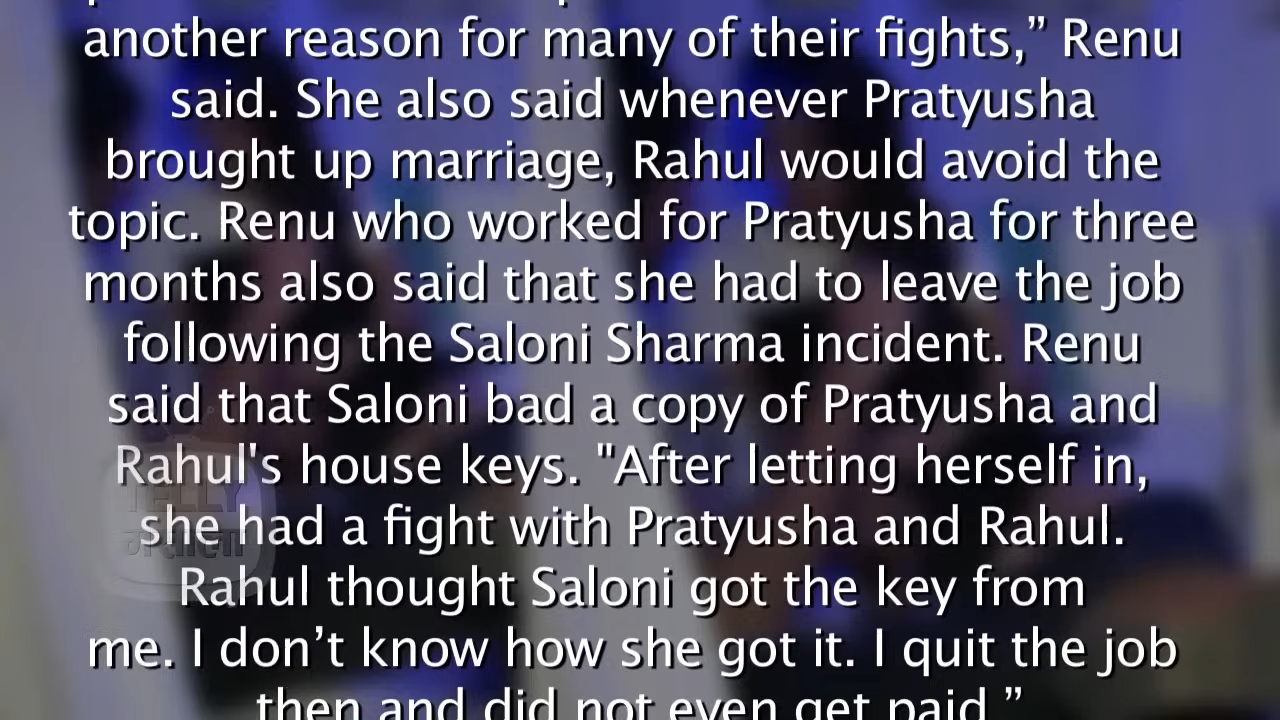 another reason for many of their fights,” Renu
said. She also said whenever Pratyusha
brought up marriage, Rahul would avoid the
topic. Renu who worked for Pratyusha for three
months also said that she had to leave the job
following the Saloni Sharma incident. Renu
said that Saloni bad a copy of Pratyusha and
Rahul's house keys. "After letting herself in,
she had a fight with Pratyusha and Rahul.
Rahul thought Saloni got the key from
me. I don’t know how she got it. I quit the job
then and did not even get paid.”
TELLY